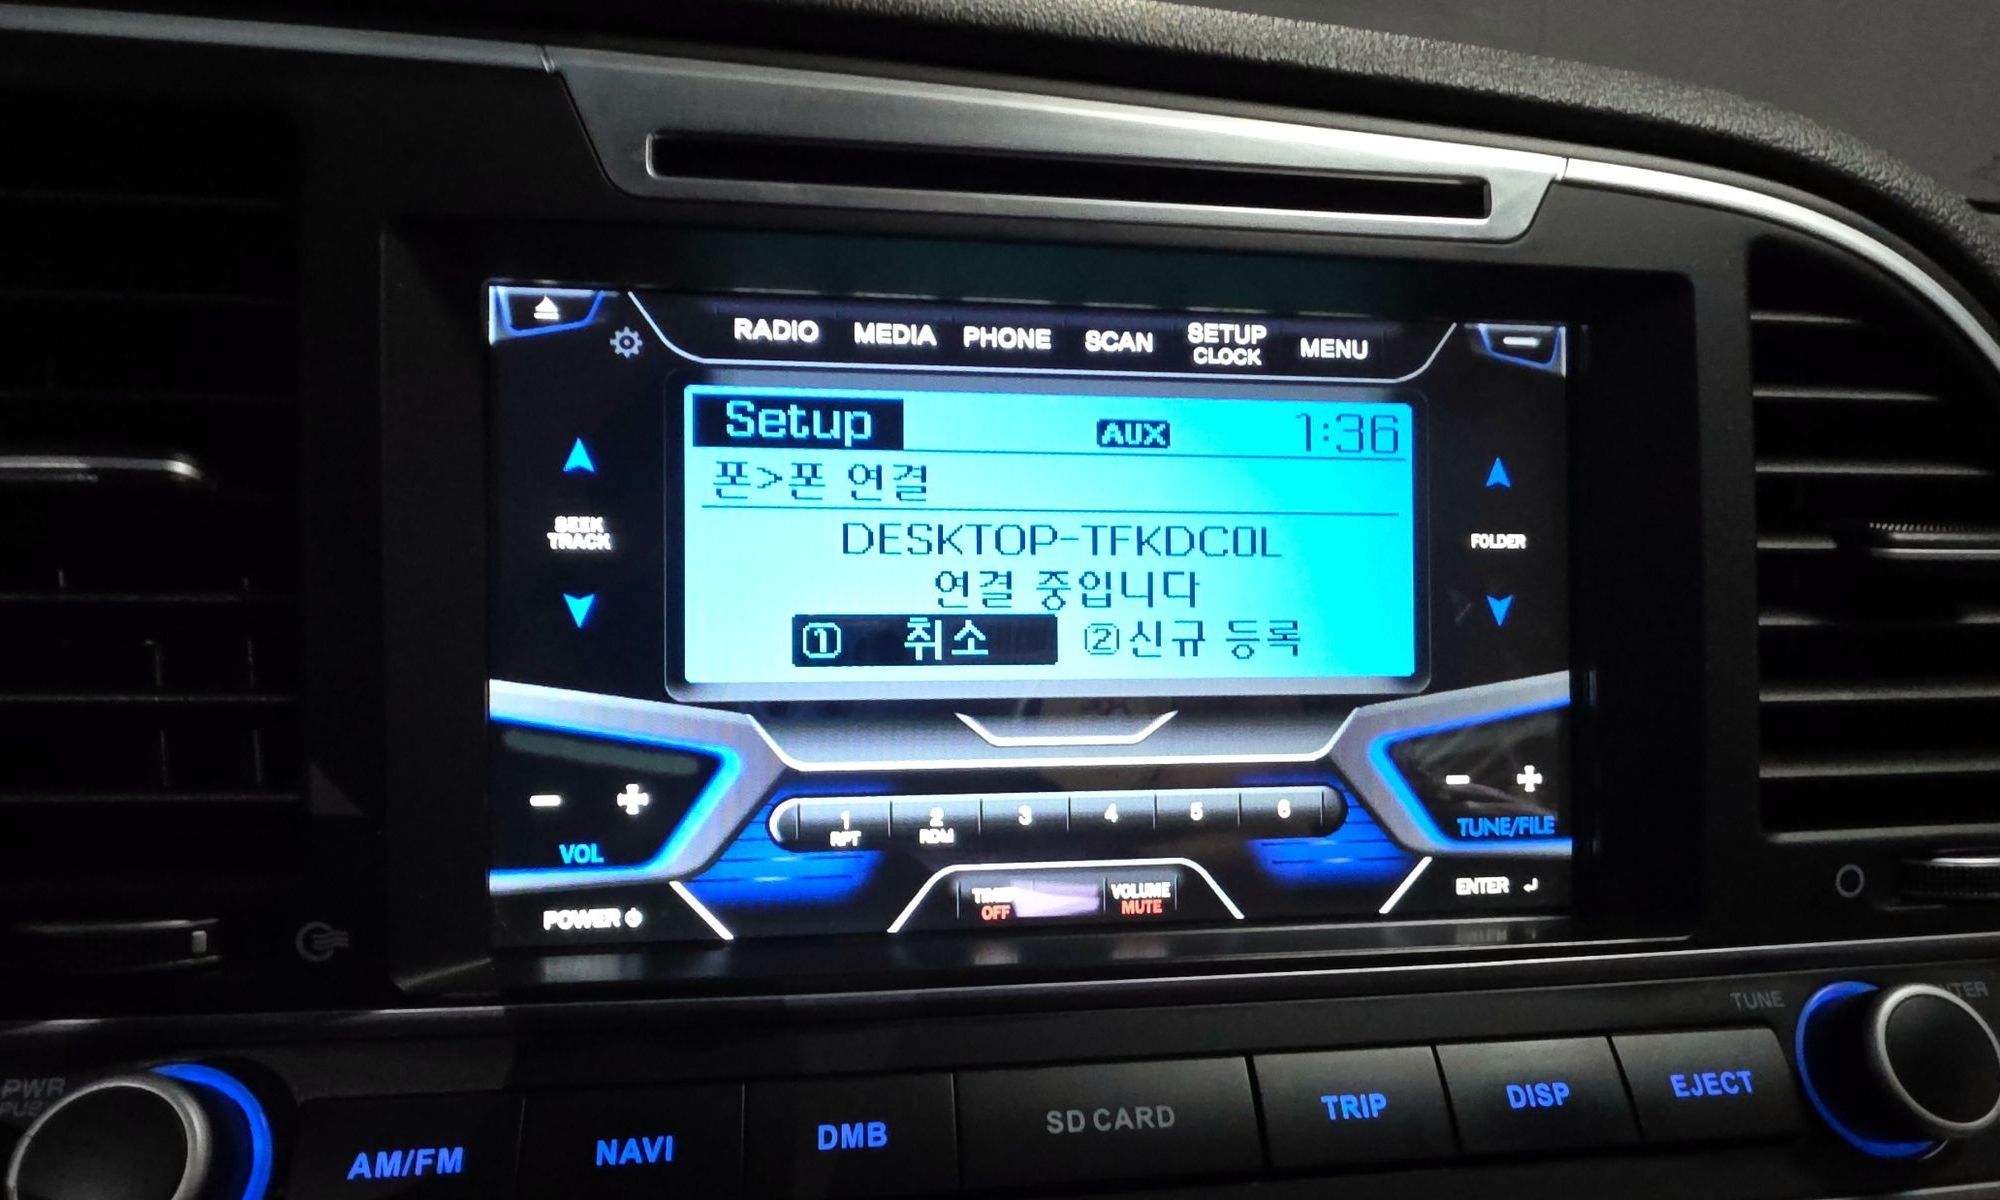 RADIO MEDIA PHONE SCAN SETUP CLOCK MENU
Setup AUX 1:36
폰>폰 연결
DESKTOP-TFKDC0L
연결 중입니다
① 취소 ②신규 등록
SEEK
TRACK
FOLDER
VOL
1 RPT 2 RDM 3 4 5 6
TUNE/FILE
POWER
TIME
OFF
VOLUME
MUTE
ENTER
PWR
TUNE
AM/FM NAVI DMB SD CARD TRIP DISP EJECT